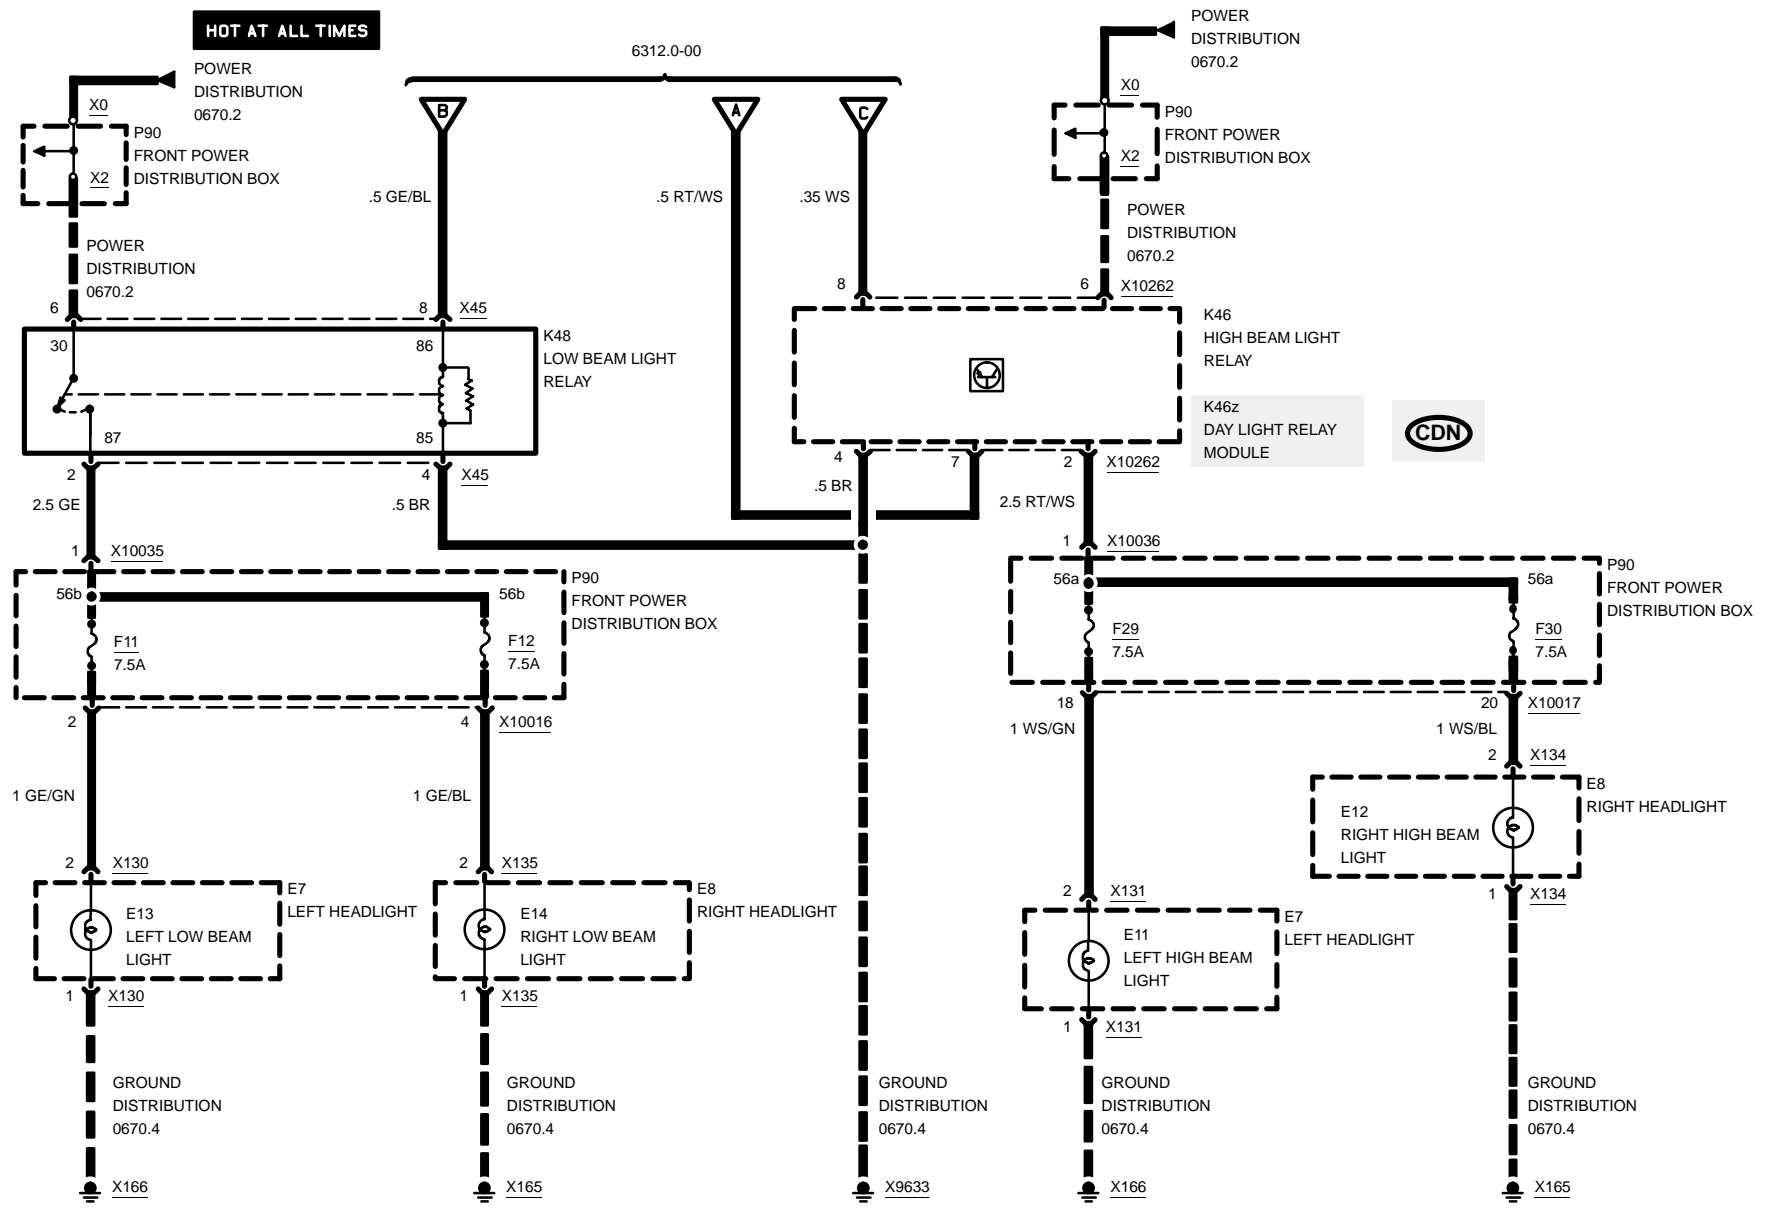 HOT AT ALL TIMES
POWER
DISTRIBUTION
0670.2
X0
P90
FRONT POWER
DISTRIBUTION BOX
X2
POWER
DISTRIBUTION
0670.2
6312.0-00
B
A
C
.5 GE/BL
.5 RT/WS
.35 WS
POWER
DISTRIBUTION
0670.2
X0
P90
FRONT POWER
DISTRIBUTION BOX
X2
POWER
DISTRIBUTION
0670.2
6
8
X45
30
86
K48
LOW BEAM LIGHT
RELAY
87
85
2
4
X45
2.5 GE
.5 BR
8
6
X10262
K46
HIGH BEAM LIGHT
RELAY
K46z
DAY LIGHT RELAY
MODULE
CDN
4
7
2
X10262
.5 BR
2.5 RT/WS
1
X10035
56b
56b
P90
FRONT POWER
DISTRIBUTION BOX
F11
7.5A
F12
7.5A
2
4
X10016
1
X10036
56a
56a
P90
FRONT POWER
DISTRIBUTION BOX
F29
7.5A
F30
7.5A
18
20
X10017
1 WS/GN
1 WS/BL
2
X134
E8
RIGHT HEADLIGHT
E12
RIGHT HIGH BEAM
LIGHT
1
X134
1 GE/GN
1 GE/BL
2
X130
E7
LEFT HEADLIGHT
E13
LEFT LOW BEAM
LIGHT
1
X130
2
X135
E8
RIGHT HEADLIGHT
E14
RIGHT LOW BEAM
LIGHT
1
X135
2
X131
E7
LEFT HEADLIGHT
E11
LEFT HIGH BEAM
LIGHT
1
X131
GROUND
DISTRIBUTION
0670.4
GROUND
DISTRIBUTION
0670.4
GROUND
DISTRIBUTION
0670.4
GROUND
DISTRIBUTION
0670.4
GROUND
DISTRIBUTION
0670.4
X166
X165
X9633
X166
X165